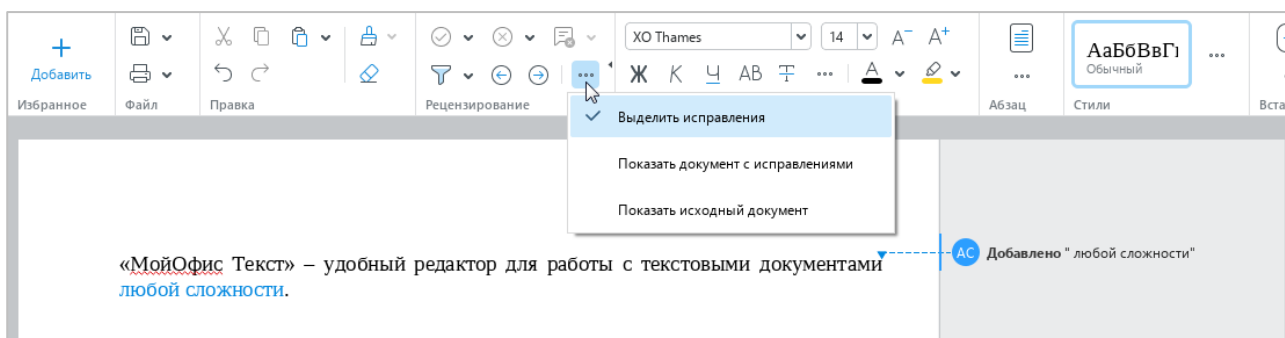 XO Thames 14 A⁻ A⁺
Добавить
Ж К Ч АВ Т ... А
АаБбВвГг
Обычный
Избранное Файл Правка Рецензирование Абзац Стили Вста
Выделить исправления
Показать документ с исправлениями
Показать исходный документ
АС Добавлено " любой сложности"
«МойОфис Текст» – удобный редактор для работы с текстовыми документами
любой сложности.